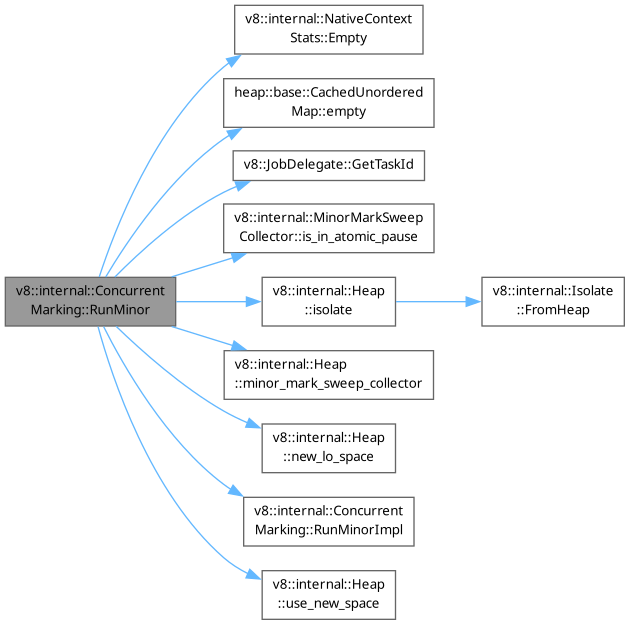 v8::internal::NativeContext
Stats::Empty
heap::base::CachedUnordered
Map::empty
v8::JobDelegate::GetTaskId
v8::internal::MinorMarkSweep
Collector::is_in_atomic_pause
v8::internal::Concurrent
Marking::RunMinor
v8::internal::Heap
::isolate
v8::internal::Isolate
::FromHeap
v8::internal::Heap
::minor_mark_sweep_collector
v8::internal::Heap
::new_lo_space
v8::internal::Concurrent
Marking::RunMinorImpl
v8::internal::Heap
::use_new_space